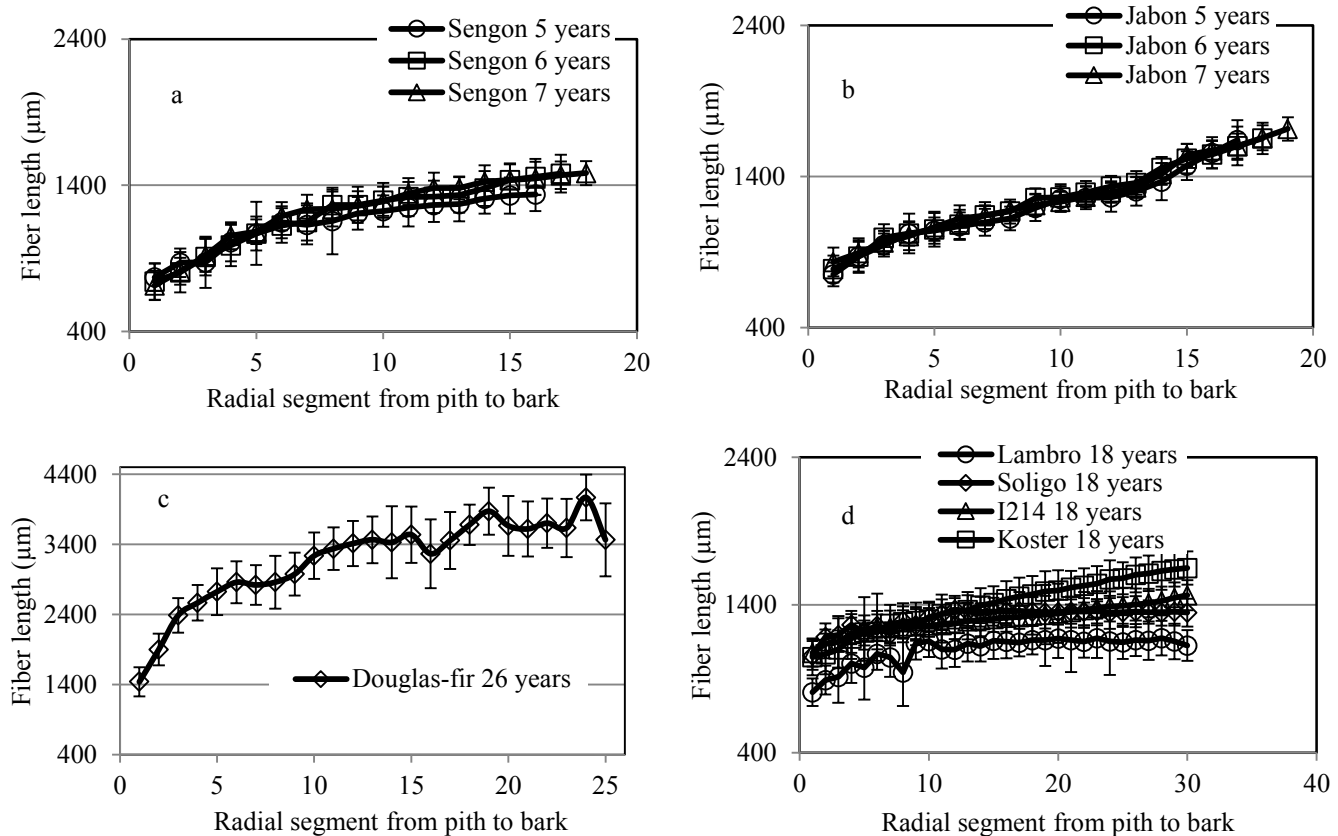 2400
1400
400
Fiber length (µm)
a
Sengon 5 years
Sengon 6 years
Sengon 7 years
0 5 10 15 20
Radial segment from pith to bark
2400
1400
400
Fiber length (µm)
b
Jabon 5 years
Jabon 6 years
Jabon 7 years
0 5 10 15 20
Radial segment from pith to bark
4400
3400
2400
1400
400
Fiber length (µm)
c
Douglas-fir 26 years
0 5 10 15 20 25
Radial segment from pith to bark
2400
1400
400
Fiber length (µm)
d
Lambro 18 years
Soligo 18 years
I214 18 years
Koster 18 years
0 10 20 30 40
Radial segment from pith to bark